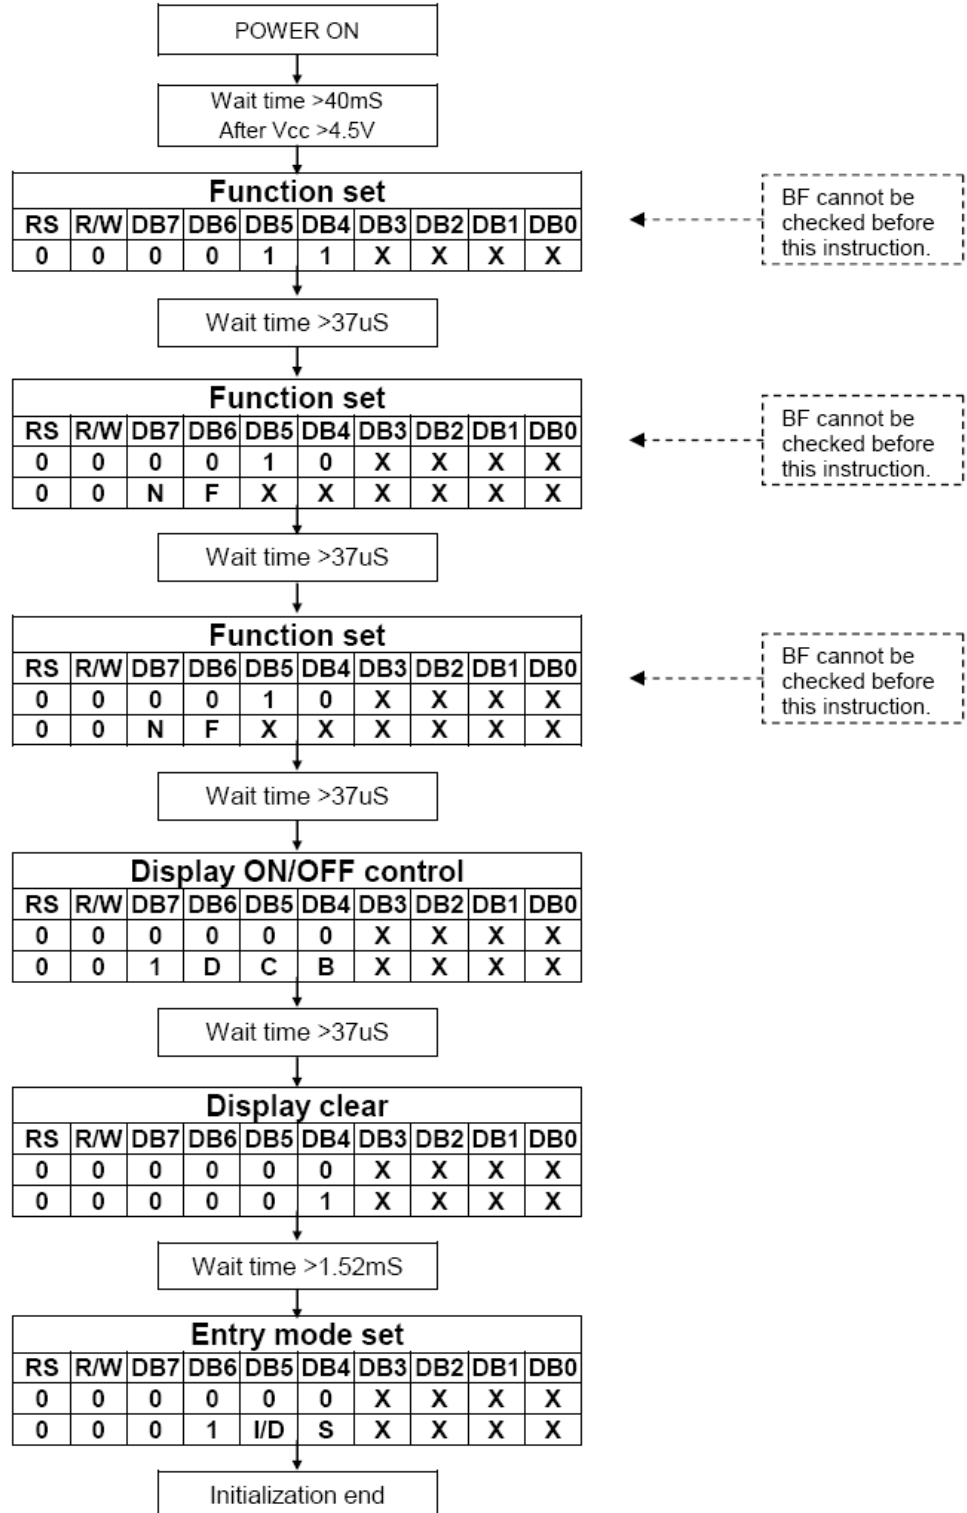 POWER ON
Wait time >40mS
After Vcc >4.5V
Function set
RS R/W DB7 DB6 DB5 DB4 DB3 DB2 DB1 DB0
0 0 0 0 1 1 X X X X
BF cannot be
checked before
this instruction.
Wait time >37uS
Function set
RS R/W DB7 DB6 DB5 DB4 DB3 DB2 DB1 DB0
0 0 0 0 1 0 X X X X
0 0 N F X X X X X X
BF cannot be
checked before
this instruction.
Wait time >37uS
Function set
RS R/W DB7 DB6 DB5 DB4 DB3 DB2 DB1 DB0
0 0 0 0 1 0 X X X X
0 0 N F X X X X X X
BF cannot be
checked before
this instruction.
Wait time >37uS
Display ON/OFF control
RS R/W DB7 DB6 DB5 DB4 DB3 DB2 DB1 DB0
0 0 0 0 0 0 X X X X
0 0 1 D C B X X X X
Wait time >37uS
Display clear
RS R/W DB7 DB6 DB5 DB4 DB3 DB2 DB1 DB0
0 0 0 0 0 0 X X X X
0 0 0 0 0 1 X X X X
Wait time >1.52mS
Entry mode set
RS R/W DB7 DB6 DB5 DB4 DB3 DB2 DB1 DB0
0 0 0 0 0 0 X X X X
0 0 0 1 I/D S X X X X
Initialization end